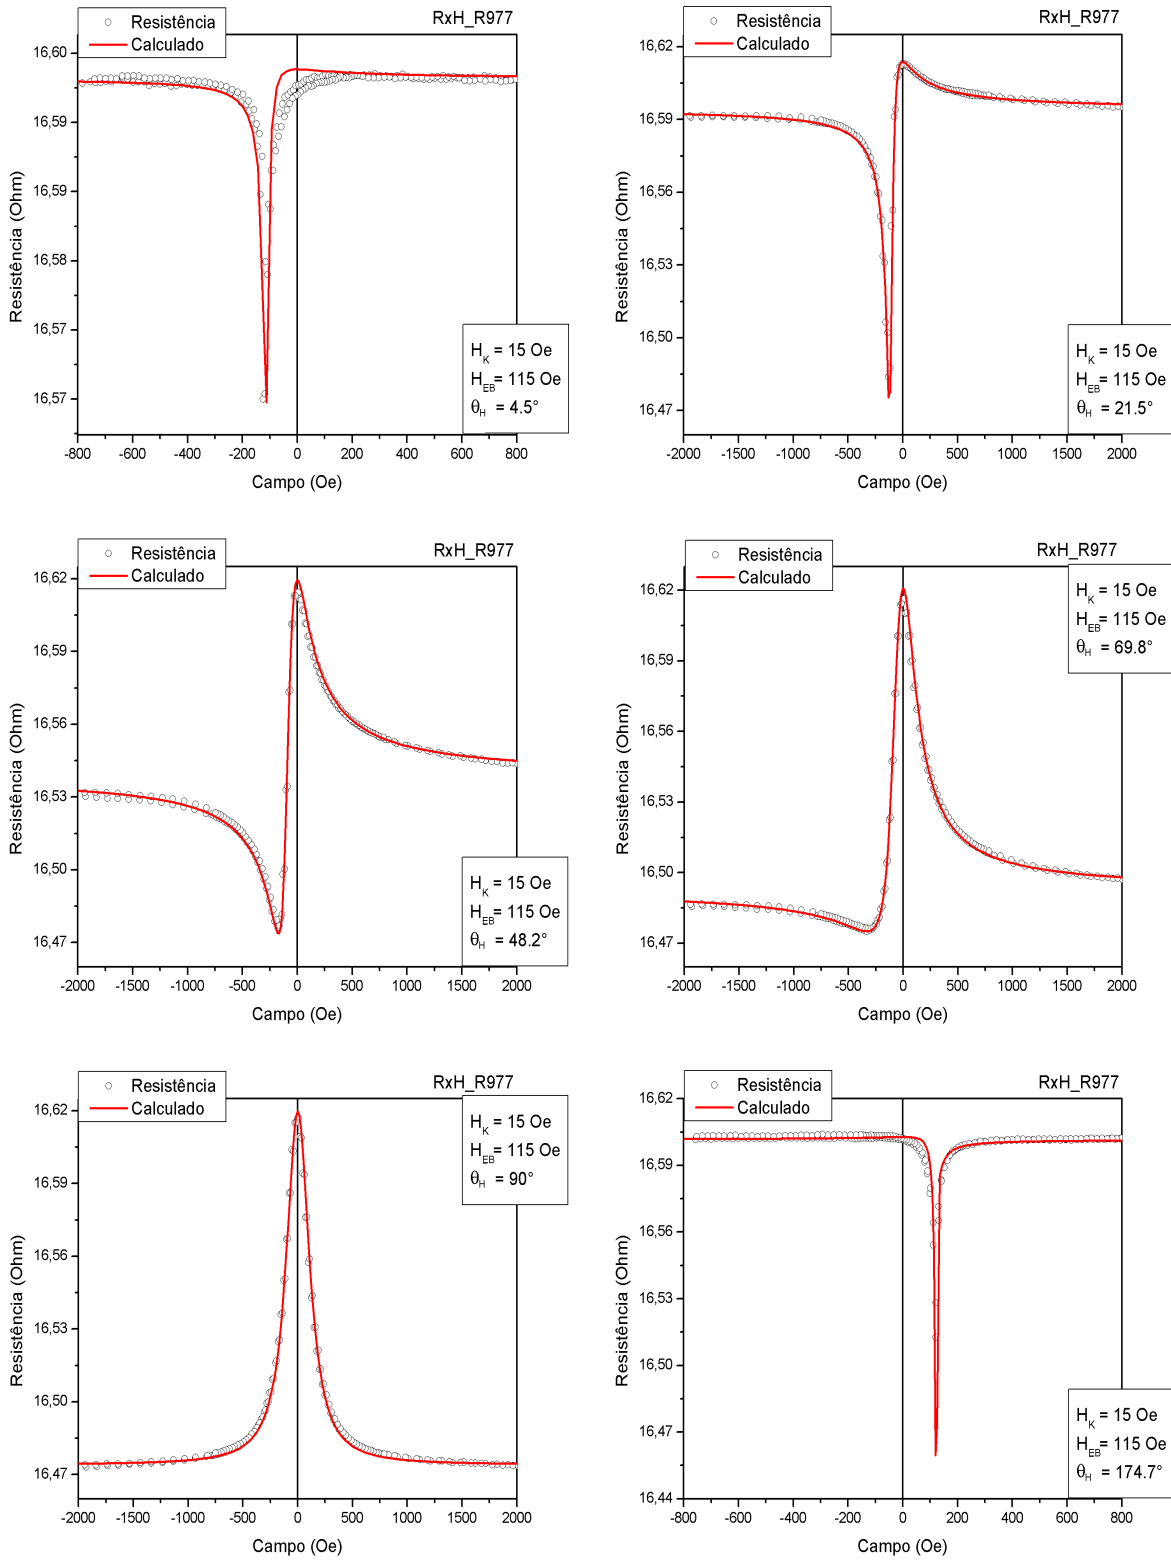 RxH_R977
Resistência
Calculado
16,60
16,59
16,59
16,58
16,57
16,57
Resistência (Ohm)
H_K = 15 Oe
H_EB= 115 Oe
θ_H = 4.5°
-800 -600 -400 -200 0 200 400 600 800
Campo (Oe)
RxH_R977
Resistência
Calculado
16,62
16,59
16,56
16,53
16,50
16,47
Resistência (Ohm)
H_K = 15 Oe
H_EB= 115 Oe
θ_H = 21.5°
-2000 -1500 -1000 -500 0 500 1000 1500 2000
Campo (Oe)
RxH_R977
Resistência
Calculado
16,62
16,59
16,56
16,53
16,50
16,47
Resistência (Ohm)
H_K = 15 Oe
H_EB= 115 Oe
θ_H = 48.2°
-2000 -1500 -1000 -500 0 500 1000 1500 2000
Campo (Oe)
RxH_R977
Resistência
Calculado
H_K = 15 Oe
H_EB= 115 Oe
θ_H = 69.8°
16,62
16,59
16,56
16,53
16,50
16,47
Resistência (Ohm)
-2000 -1500 -1000 -500 0 500 1000 1500 2000
Campo (Oe)
RxH_R977
Resistência
Calculado
H_K = 15 Oe
H_EB= 115 Oe
θ_H = 90°
16,62
16,59
16,56
16,53
16,50
16,47
Resistência (Ohm)
-2000 -1500 -1000 -500 0 500 1000 1500 2000
Campo (Oe)
RxH_R977
Resistência
Calculado
16,62
16,59
16,56
16,53
16,50
16,47
16,44
Resistência (Ohm)
H_K = 15 Oe
H_EB= 115 Oe
θ_H = 174.7°
-800 -600 -400 -200 0 200 400 600 800
Campo (Oe)